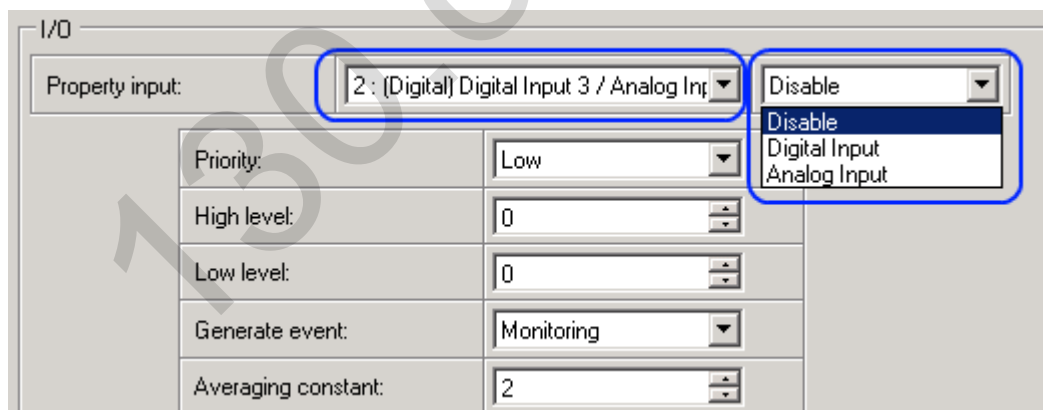 I/O
Property input: 2 : (Digital) Digital Input 3 / Analog Inp Disable
Disable
Digital Input
Analog Input
Priority: Low
High level: 0
Low level: 0
Generate event: Monitoring
Averaging constant: 2
130.